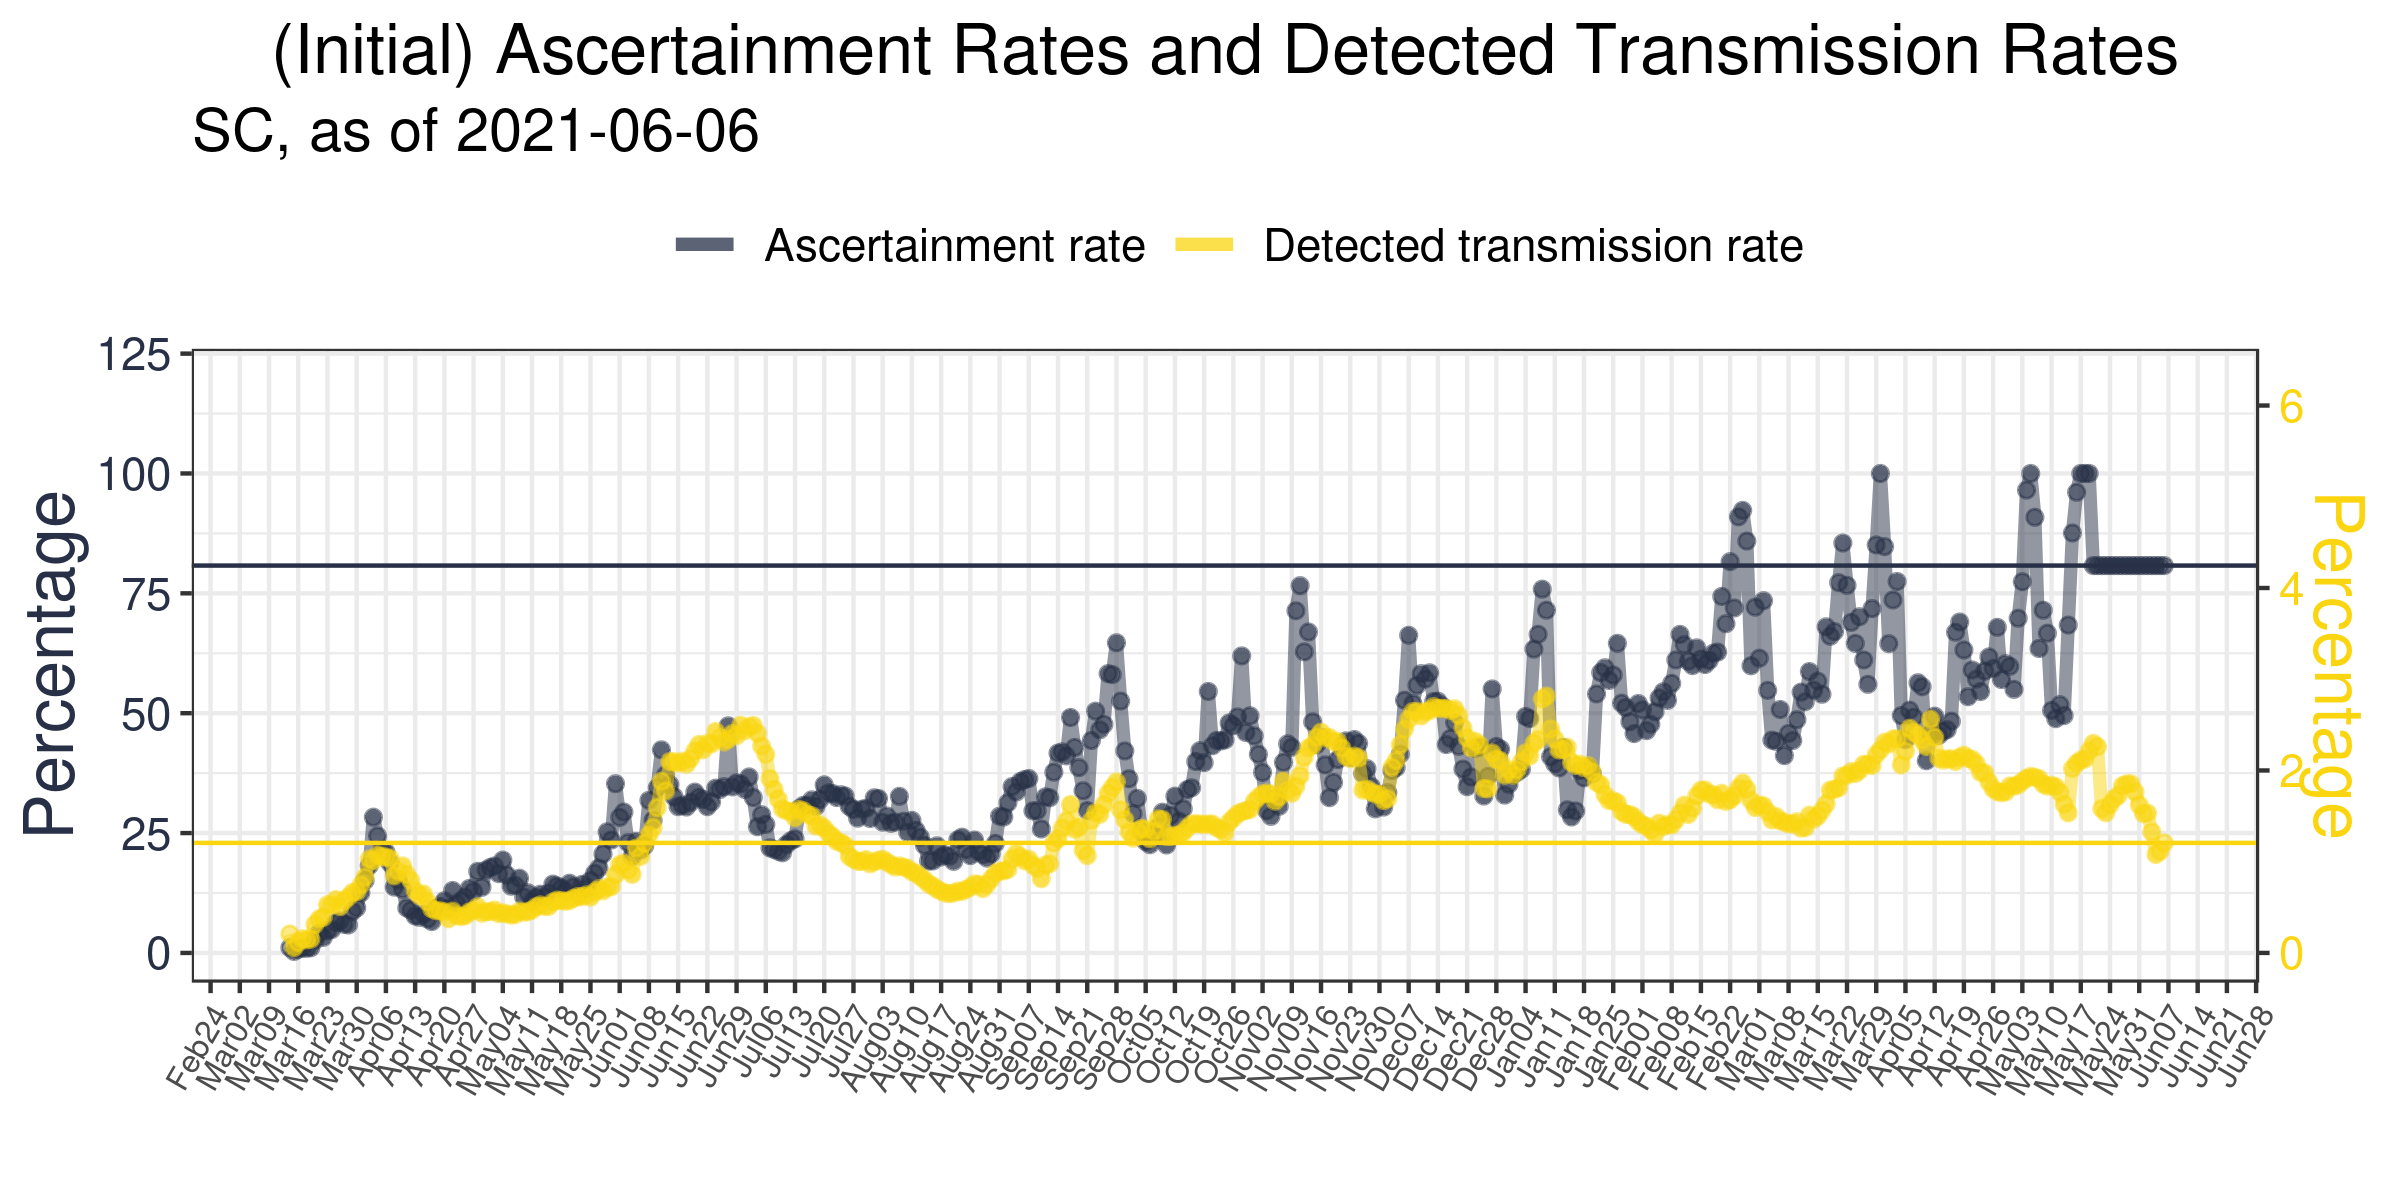 (Initial) Ascertainment Rates and Detected Transmission Rates
SC, as of 2021-06-06
Ascertainment rate
Detected transmission rate
Percentage
125
100
75
50
25
0
6
4
2
0
Percentage
Feb24
Mar02
Mar09
Mar16
Mar23
Mar30
Apr06
Apr13
Apr20
Apr27
May04
May11
May18
May25
Jun01
Jun08
Jun15
Jun22
Jun29
Jul06
Jul13
Jul20
Jul27
Aug03
Aug10
Aug17
Aug24
Aug31
Sep07
Sep14
Sep21
Sep28
Oct05
Oct12
Oct19
Oct26
Nov02
Nov09
Nov16
Nov23
Nov30
Dec07
Dec14
Dec21
Dec28
Jan04
Jan11
Jan18
Jan25
Feb01
Feb08
Feb15
Feb22
Mar01
Mar08
Mar15
Mar22
Mar29
Apr05
Apr12
Apr19
Apr26
May03
May10
May17
May24
May31
Jun07
Jun14
Jun21
Jun28